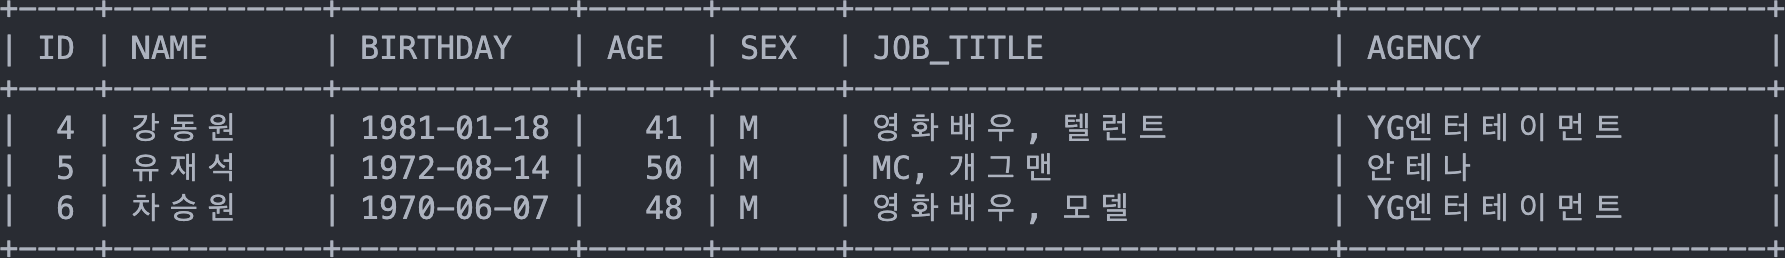 | ID | NAME | BIRTHDAY | AGE | SEX | JOB_TITLE | AGENCY |
| 4 | 강동원 | 1981-01-18 | 41 | M | 영화배우, 텔런트 | YG엔터테이먼트 |
| 5 | 유재석 | 1972-08-14 | 50 | M | MC, 개그맨 | 안테나 |
| 6 | 차승원 | 1970-06-07 | 48 | M | 영화배우, 모델 | YG엔터테이먼트 |